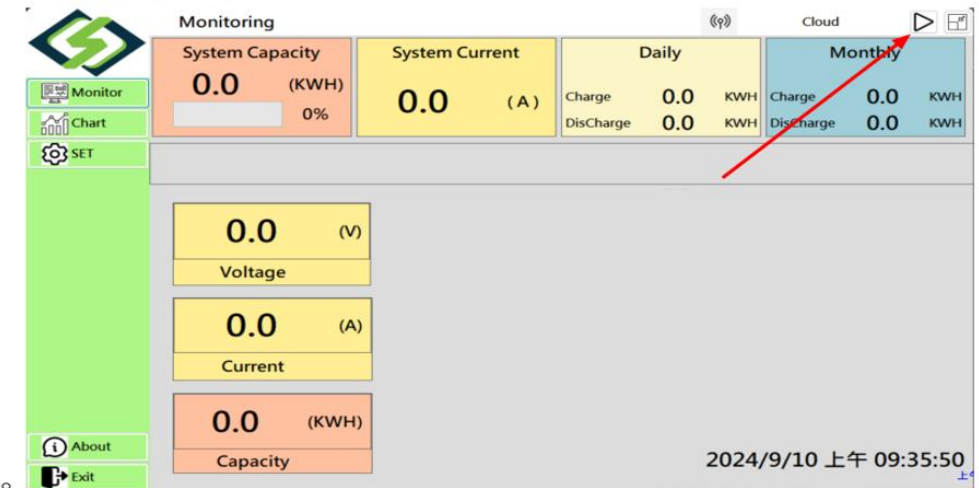 Monitoring
Cloud
System Capacity
0.0 (KWH)
0%
System Current
0.0 (A)
Daily
Charge 0.0 KWH
DisCharge 0.0 KWH
Monthly
Charge 0.0 KWH
DisCharge 0.0 KWH
Monitor
Chart
SET
0.0 (V)
Voltage
0.0 (A)
Current
0.0 (KWH)
Capacity
About
Exit
2024/9/10 上午 09:35:50